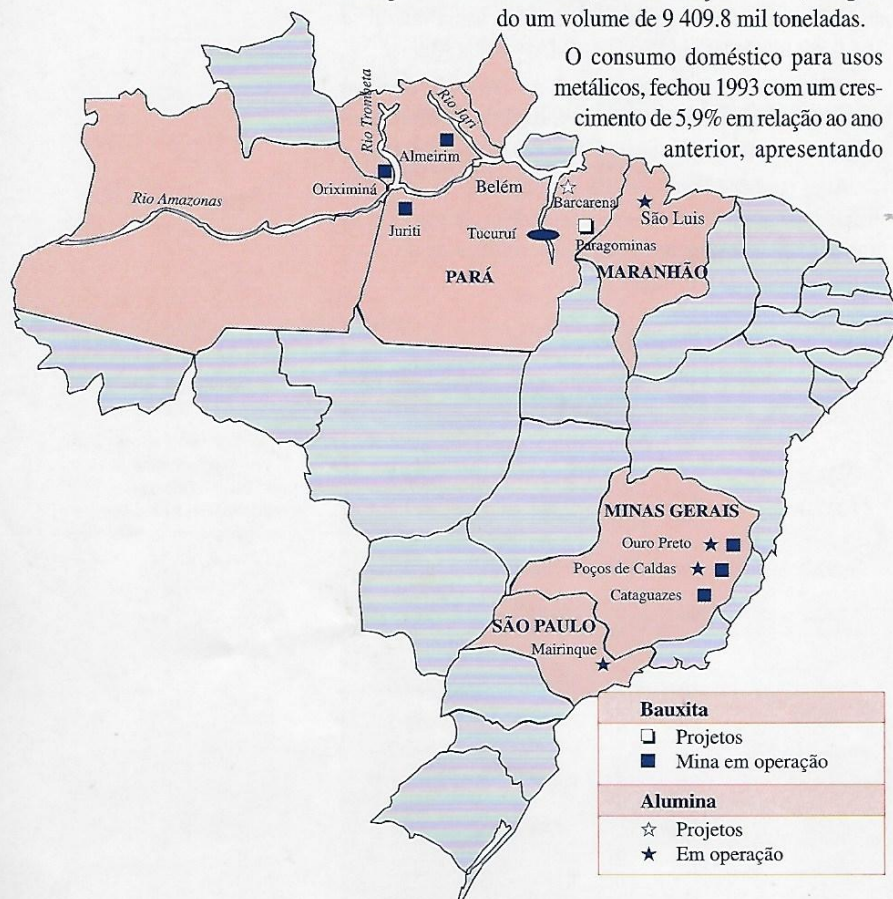 do um volume de 9 409.8 mil toneladas.
O consumo doméstico para usos
metálicos, fechou 1993 com um cres-
cimento de 5,9% em relação ao ano
anterior, apresentando
Rio Trombeta
Rio Jari
Almeirim
Oriximiná
Belém
Rio Amazonas
Barcarena
São Luis
Juriti
Tucuruí
Paragominas
PARÁ
MARANHÃO
MINAS GERAIS
Ouro Preto
Poços de Caldas
Cataguazes
SÃO PAULO
Mairinque
Bauxita
Projetos
Mina em operação
Alumina
Projetos
Em operação